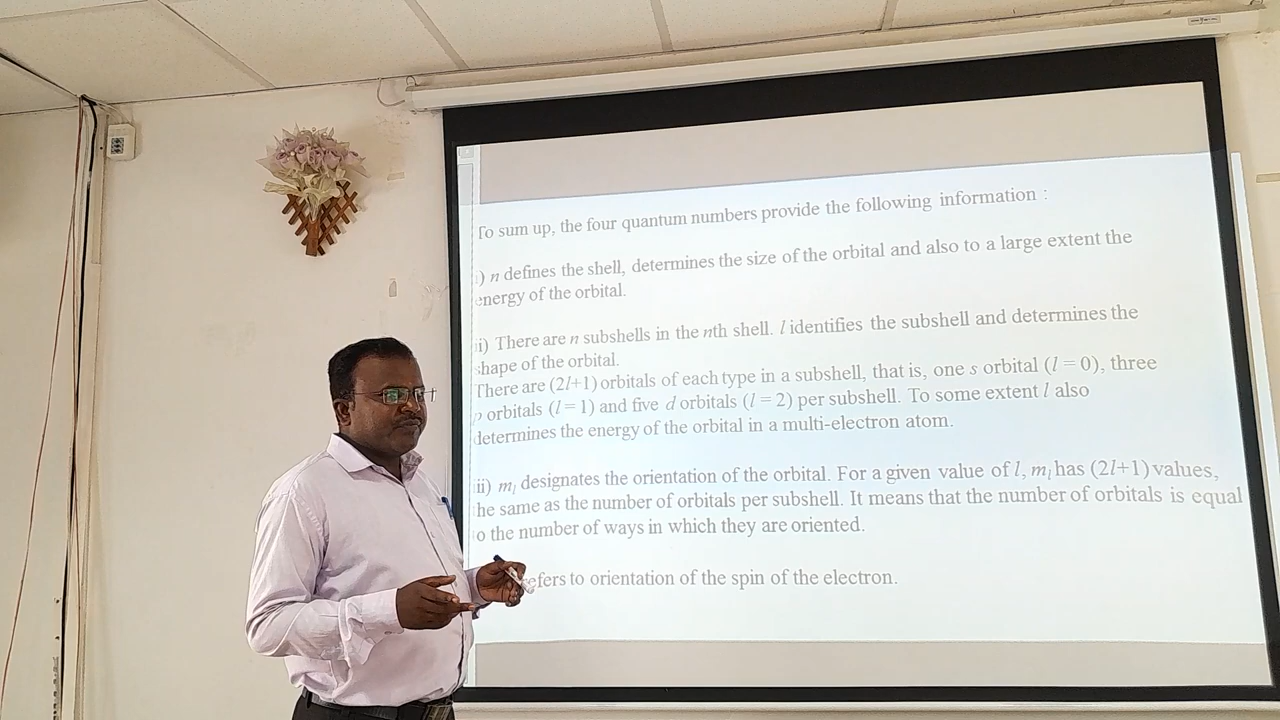 To sum up, the four quantum numbers provide the following information :
i) n defines the shell, determines the size of the orbital and also to a large extent the
energy of the orbital.
ii) There are n subshells in the nth shell. l identifies the subshell and determines the
shape of the orbital.
There are (2l+1) orbitals of each type in a subshell, that is, one s orbital (l = 0), three
p orbitals (l = 1) and five d orbitals (l = 2) per subshell. To some extent l also
determines the energy of the orbital in a multi-electron atom.
ii) mₗ designates the orientation of the orbital. For a given value of l, mₗ has (2l+1) values,
he same as the number of orbitals per subshell. It means that the number of orbitals is equal
o the number of ways in which they are oriented.
efers to orientation of the spin of the electron.